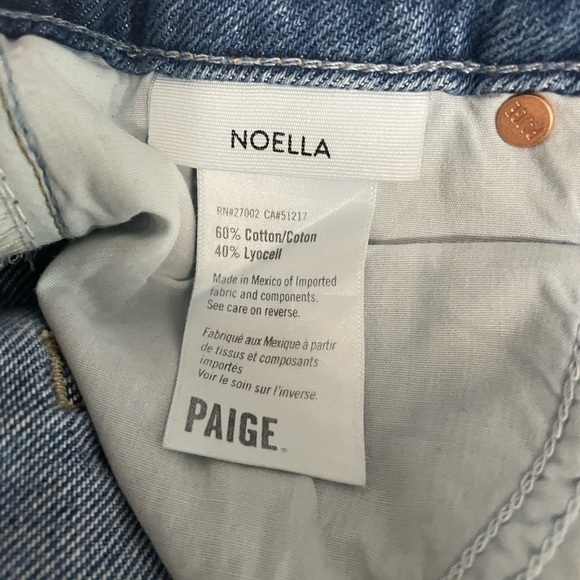 NOELLA
RN#27002 CA#51217
60% Cotton/Coton
40% Lyocell
Made in Mexico of Imported
fabric and components.
See care on reverse.
Fabriqué aux Mexique à partir
de tissus et composants
importés
Voir le soin sur l'inverse.
PAIGE